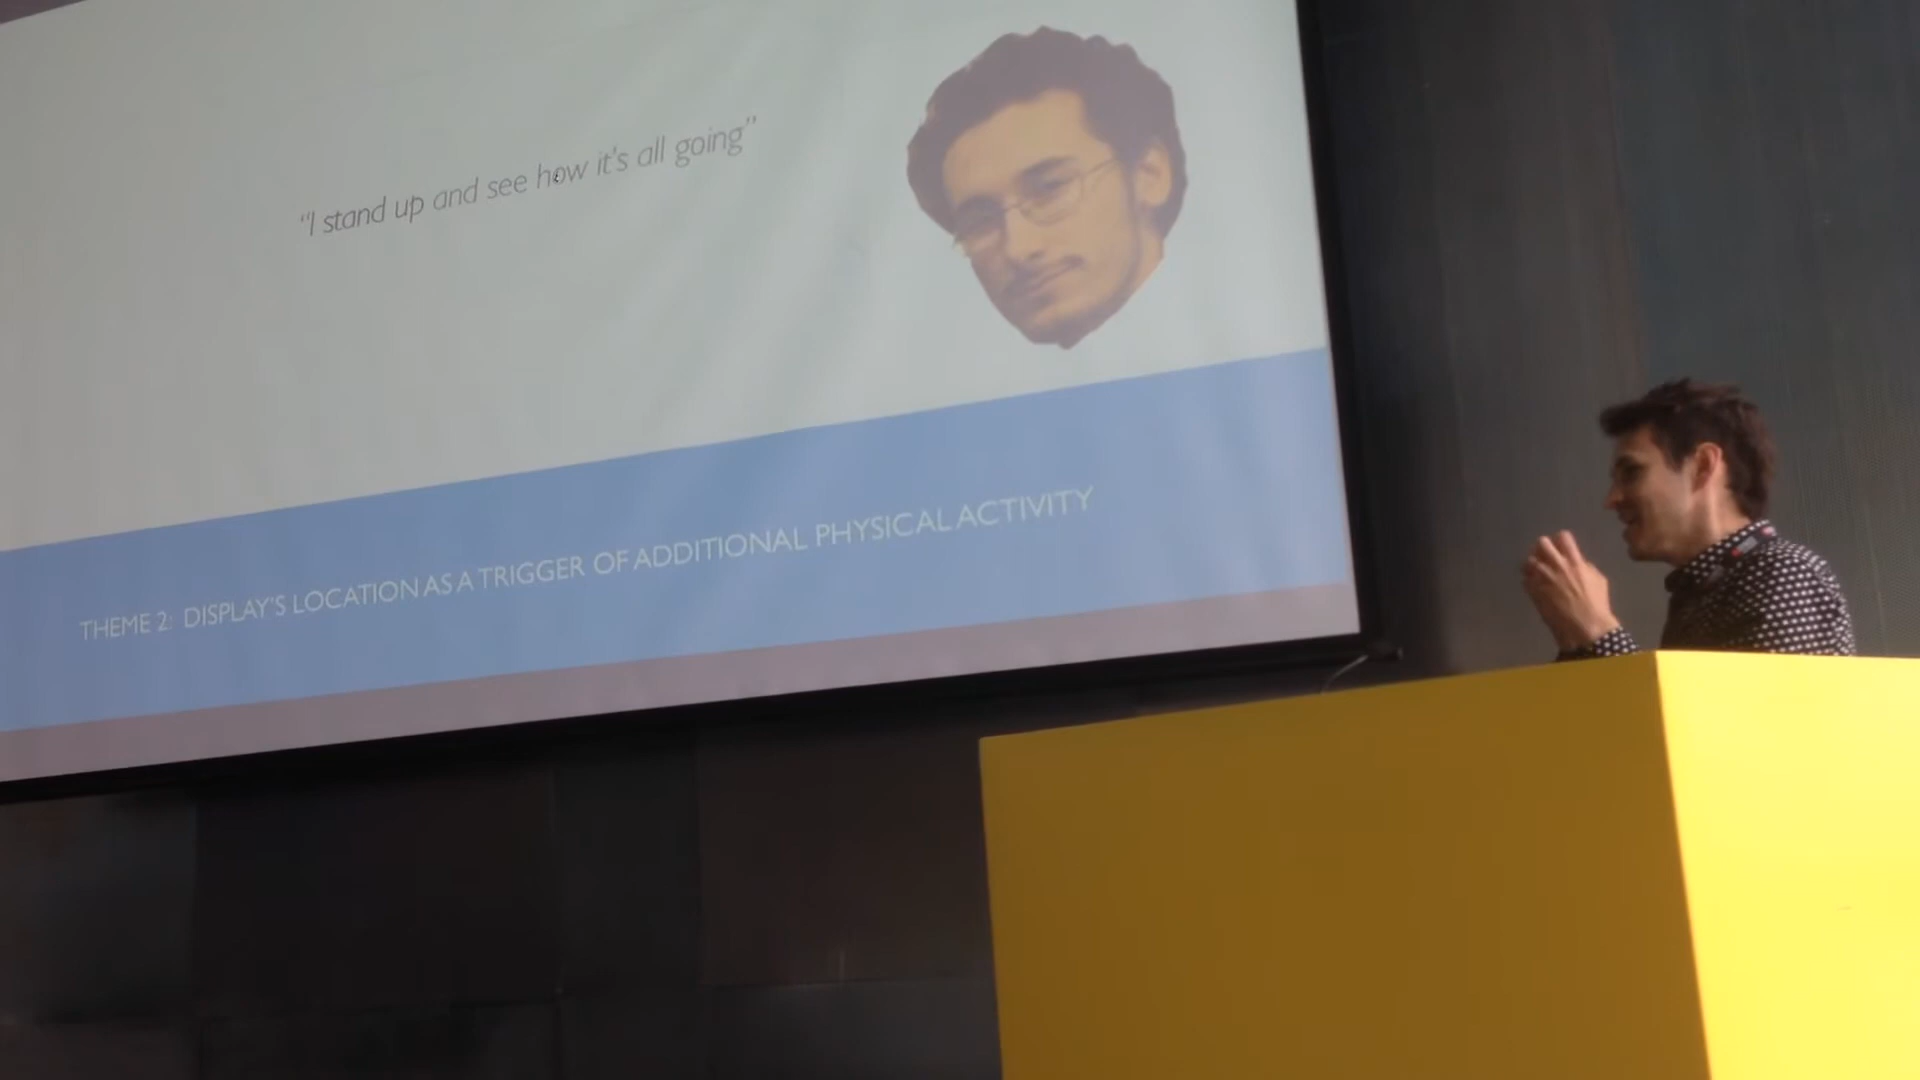 “I stand up and see how it's all going”
THEME 2: DISPLAY'S LOCATION AS A TRIGGER OF ADDITIONAL PHYSICAL ACTIVITY